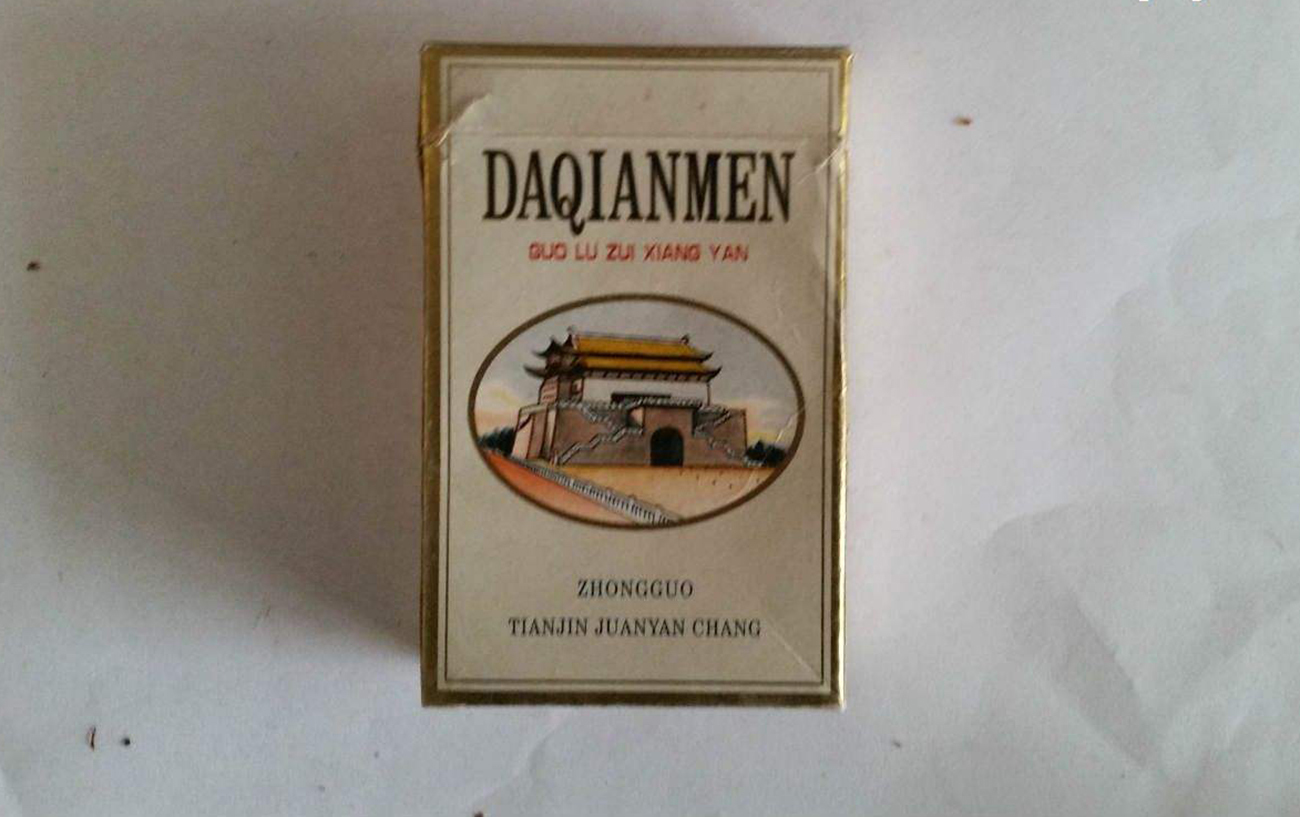 DAQIANMEN
GUO LU ZUI XIANG YAN
ZHONGGUO
TIANJIN JUANYAN CHANG